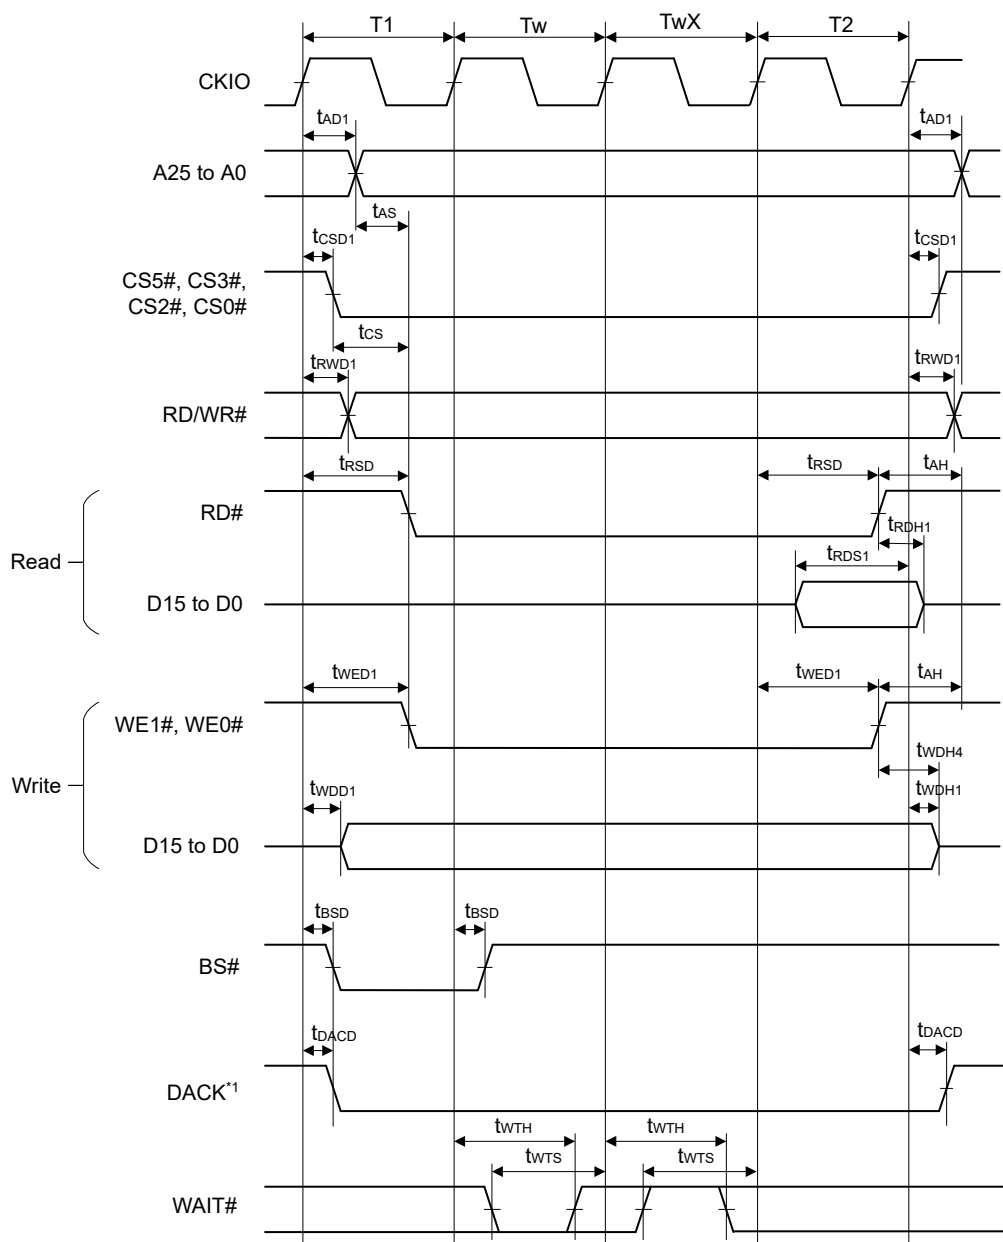 T1 Tw TwX T2
CKIO
tAD1 tAD1
A25 to A0
tAS
tCSD1 tCSD1
CS5#, CS3#,
CS2#, CS0#
tCS
tRWD1 tRWD1
RD/WR#
tRSD tRSD tAH
RD#
tRDH1
Read
tRDS1
D15 to D0
tWED1 tWED1 tAH
WE1#, WE0#
tWDH4
Write
tWDD1 tWDH1
D15 to D0
tBSD tBSD
BS#
tDACD tDACD
DACK*1
tWTH tWTH
tWTS tWTS
WAIT#